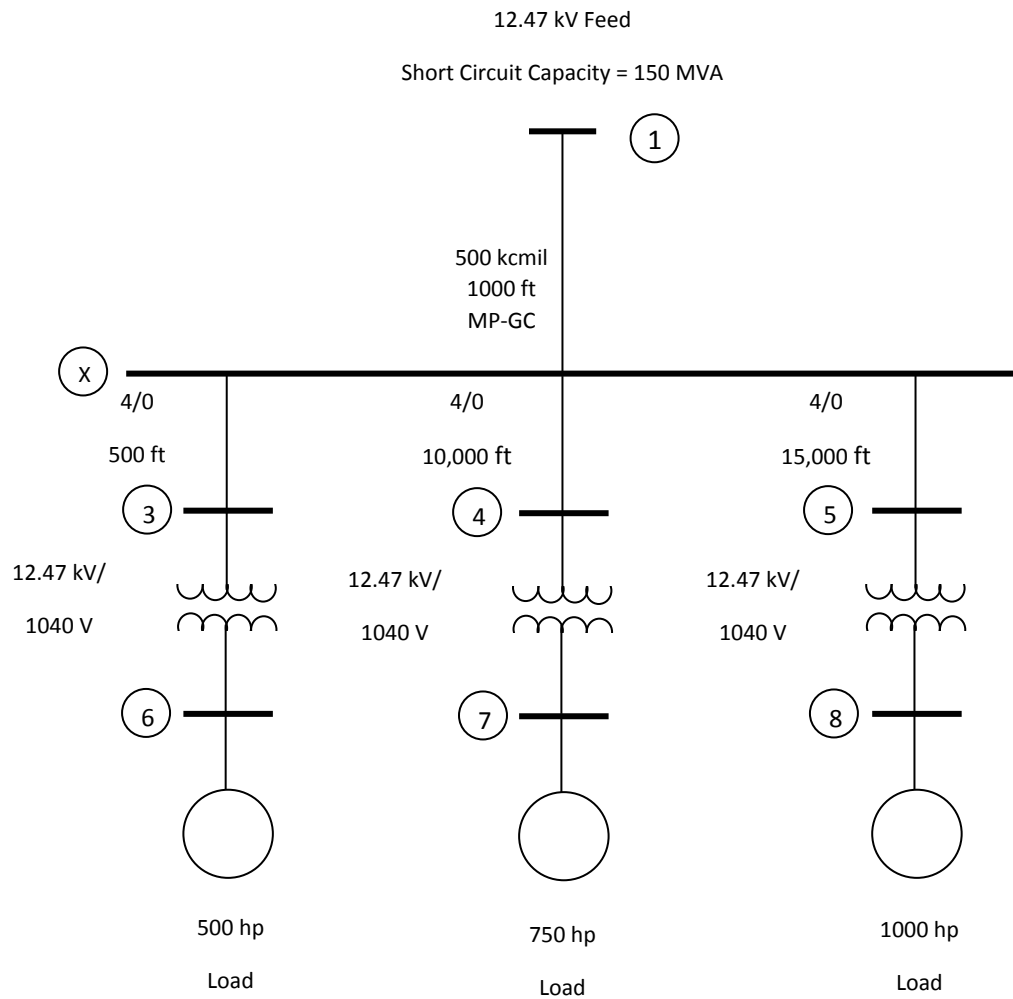 12.47 kV Feed
Short Circuit Capacity = 150 MVA
1
500 kcmil
1000 ft
MP-GC
X
4/0
4/0
4/0
500 ft
10,000 ft
15,000 ft
3
4
5
12.47 kV/
12.47 kV/
12.47 kV/
1040 V
1040 V
1040 V
6
7
8
500 hp
750 hp
1000 hp
Load
Load
Load